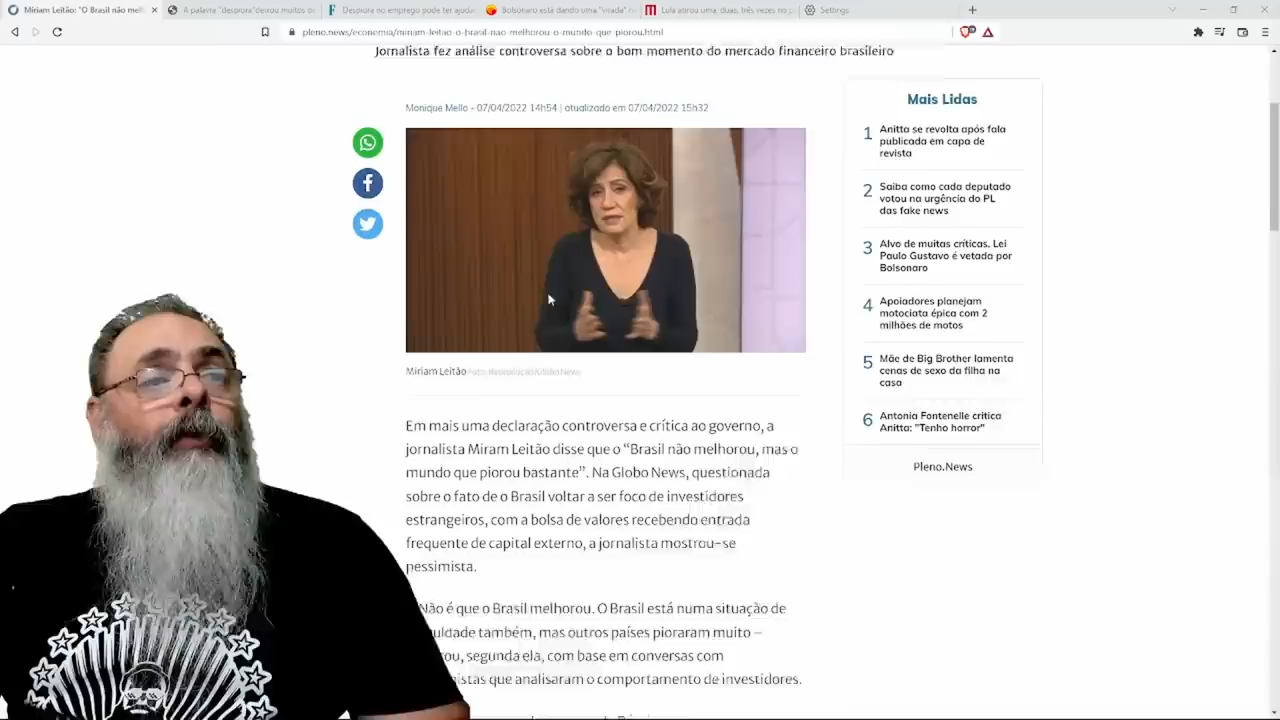 Miriam Leitão: "O Brasil não melh
A palavra "despiora"deixou muitos
Despiora no emprego pode ter ajuda
Bolsonaro está dando uma "virada"
Lula atirou uma, duas, três vezes no p
Settings
pleno.news/economia/miriam-leitao-o-brasil-nao-melhorou-o-mundo-que-piorou.html
Jornalista fez análise controversa sobre o bom momento do mercado financeiro brasileiro
Monique Mello - 07/04/2022 14h54 | atualizado em 07/04/2022 15h32
Miriam Leitão Foto: Reprodução/Globo News
Em mais uma declaração controversa e crítica ao governo, a
jornalista Miram Leitão disse que o “Brasil não melhorou, mas o
mundo que piorou bastante”. Na Globo News, questionada
sobre o fato de o Brasil voltar a ser foco de investidores
estrangeiros, com a bolsa de valores recebendo entrada
frequente de capital externo, a jornalista mostrou-se
pessimista.
Não é que o Brasil melhorou. O Brasil está numa situação de
uldade também, mas outros países pioraram muito –
rou, segunda ela, com base em conversas com
istas que analisaram o comportamento de investidores.
Mais Lidas
1 Anitta se revolta após fala
publicada em capa de
revista
2 Saiba como cada deputado
votou na urgência do PL
das fake news
3 Alvo de muitas críticas, Lei
Paulo Gustavo é vetada por
Bolsonaro
4 Apoiadores planejam
motociata épica com 2
milhões de motos
5 Mãe de Big Brother lamenta
cenas de sexo da filha na
casa
6 Antonia Fontenelle critica
Anitta: "Tenho horror"
Pleno.News